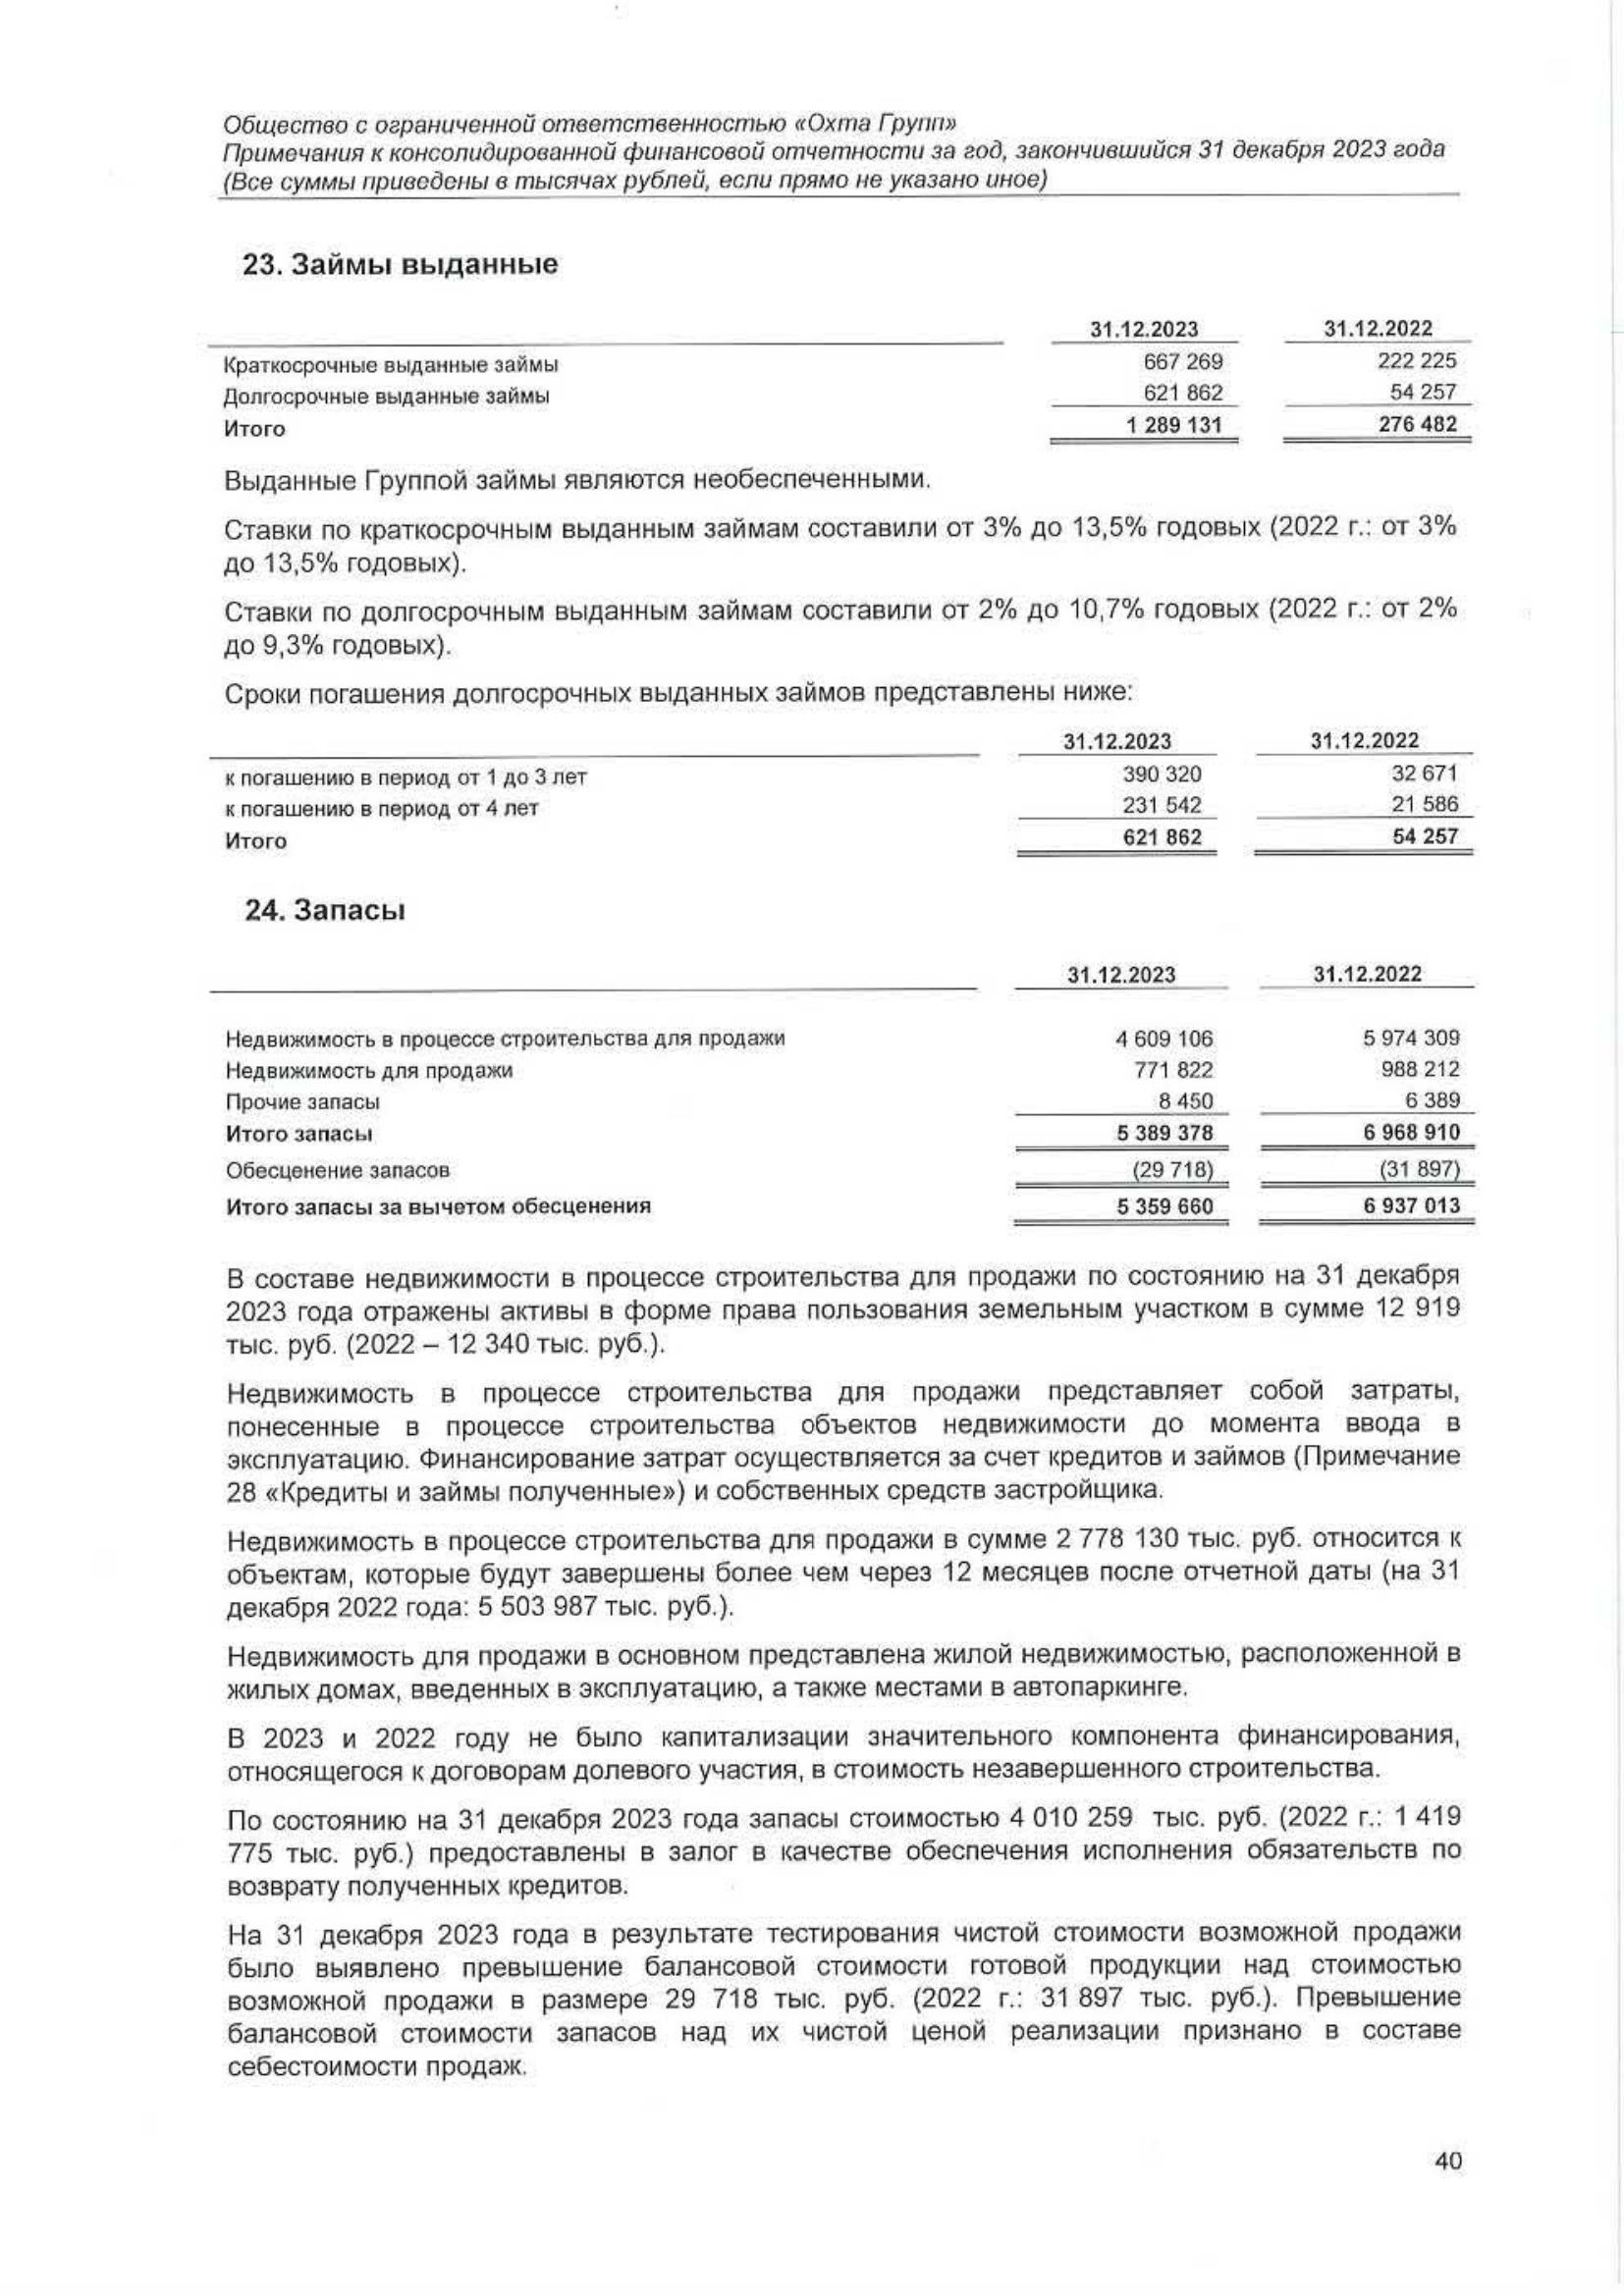 Общество с ограниченной ответственностью «Охта Групп»
Примечания к консолидированной финансовой отчетности за год, закончившийся 31 декабря 2023 года
(Все суммы приведены в тысячах рублей, если прямо не указано иное)
23. Займы выданные
31.12.2023 31.12.2022
Краткосрочные выданные займы 667 269 222 225
Долгосрочные выданные займы 621 862 54 257
Итого 1 289 131 276 482
Выданные Группой займы являются необеспеченными.
Ставки по краткосрочным выданным займам составили от 3% до 13,5% годовых (2022 г.: от 3%
до 13,5% годовых).
Ставки по долгосрочным выданным займам составили от 2% до 10,7% годовых (2022 г.: от 2%
до 9,3% годовых).
Сроки погашения долгосрочных выданных займов представлены ниже:
31.12.2023 31.12.2022
к погашению в период от 1 до 3 лет 390 320 32 671
к погашению в период от 4 лет 231 542 21 586
Итого 621 862 54 257
24. Запасы
31.12.2023 31.12.2022
Недвижимость в процессе строительства для продажи 4 609 106 5 974 309
Недвижимость для продажи 771 822 988 212
Прочие запасы 8 450 6 389
Итого запасы 5 389 378 6 968 910
Обесценение запасов (29 718) (31 897)
Итого запасы за вычетом обесценения 5 359 660 6 937 013
В составе недвижимости в процессе строительства для продажи по состоянию на 31 декабря
2023 года отражены активы в форме права пользования земельным участком в сумме 12 919
тыс. руб. (2022 – 12 340 тыс. руб.).
Недвижимость в процессе строительства для продажи представляет собой затраты,
понесенные в процессе строительства объектов недвижимости до момента ввода в
эксплуатацию. Финансирование затрат осуществляется за счет кредитов и займов (Примечание
28 «Кредиты и займы полученные») и собственных средств застройщика.
Недвижимость в процессе строительства для продажи в сумме 2 778 130 тыс. руб. относится к
объектам, которые будут завершены более чем через 12 месяцев после отчетной даты (на 31
декабря 2022 года: 5 503 987 тыс. руб.).
Недвижимость для продажи в основном представлена жилой недвижимостью, расположенной в
жилых домах, введенных в эксплуатацию, а также местами в автопаркинге.
В 2023 и 2022 году не было капитализации значительного компонента финансирования,
относящегося к договорам долевого участия, в стоимость незавершенного строительства.
По состоянию на 31 декабря 2023 года запасы стоимостью 4 010 259 тыс. руб. (2022 г.: 1 419
775 тыс. руб.) предоставлены в залог в качестве обеспечения исполнения обязательств по
возврату полученных кредитов.
На 31 декабря 2023 года в результате тестирования чистой стоимости возможной продажи
было выявлено превышение балансовой стоимости готовой продукции над стоимостью
возможной продажи в размере 29 718 тыс. руб. (2022 г.: 31 897 тыс. руб.). Превышение
балансовой стоимости запасов над их чистой ценой реализации признано в составе
себестоимости продаж.
40